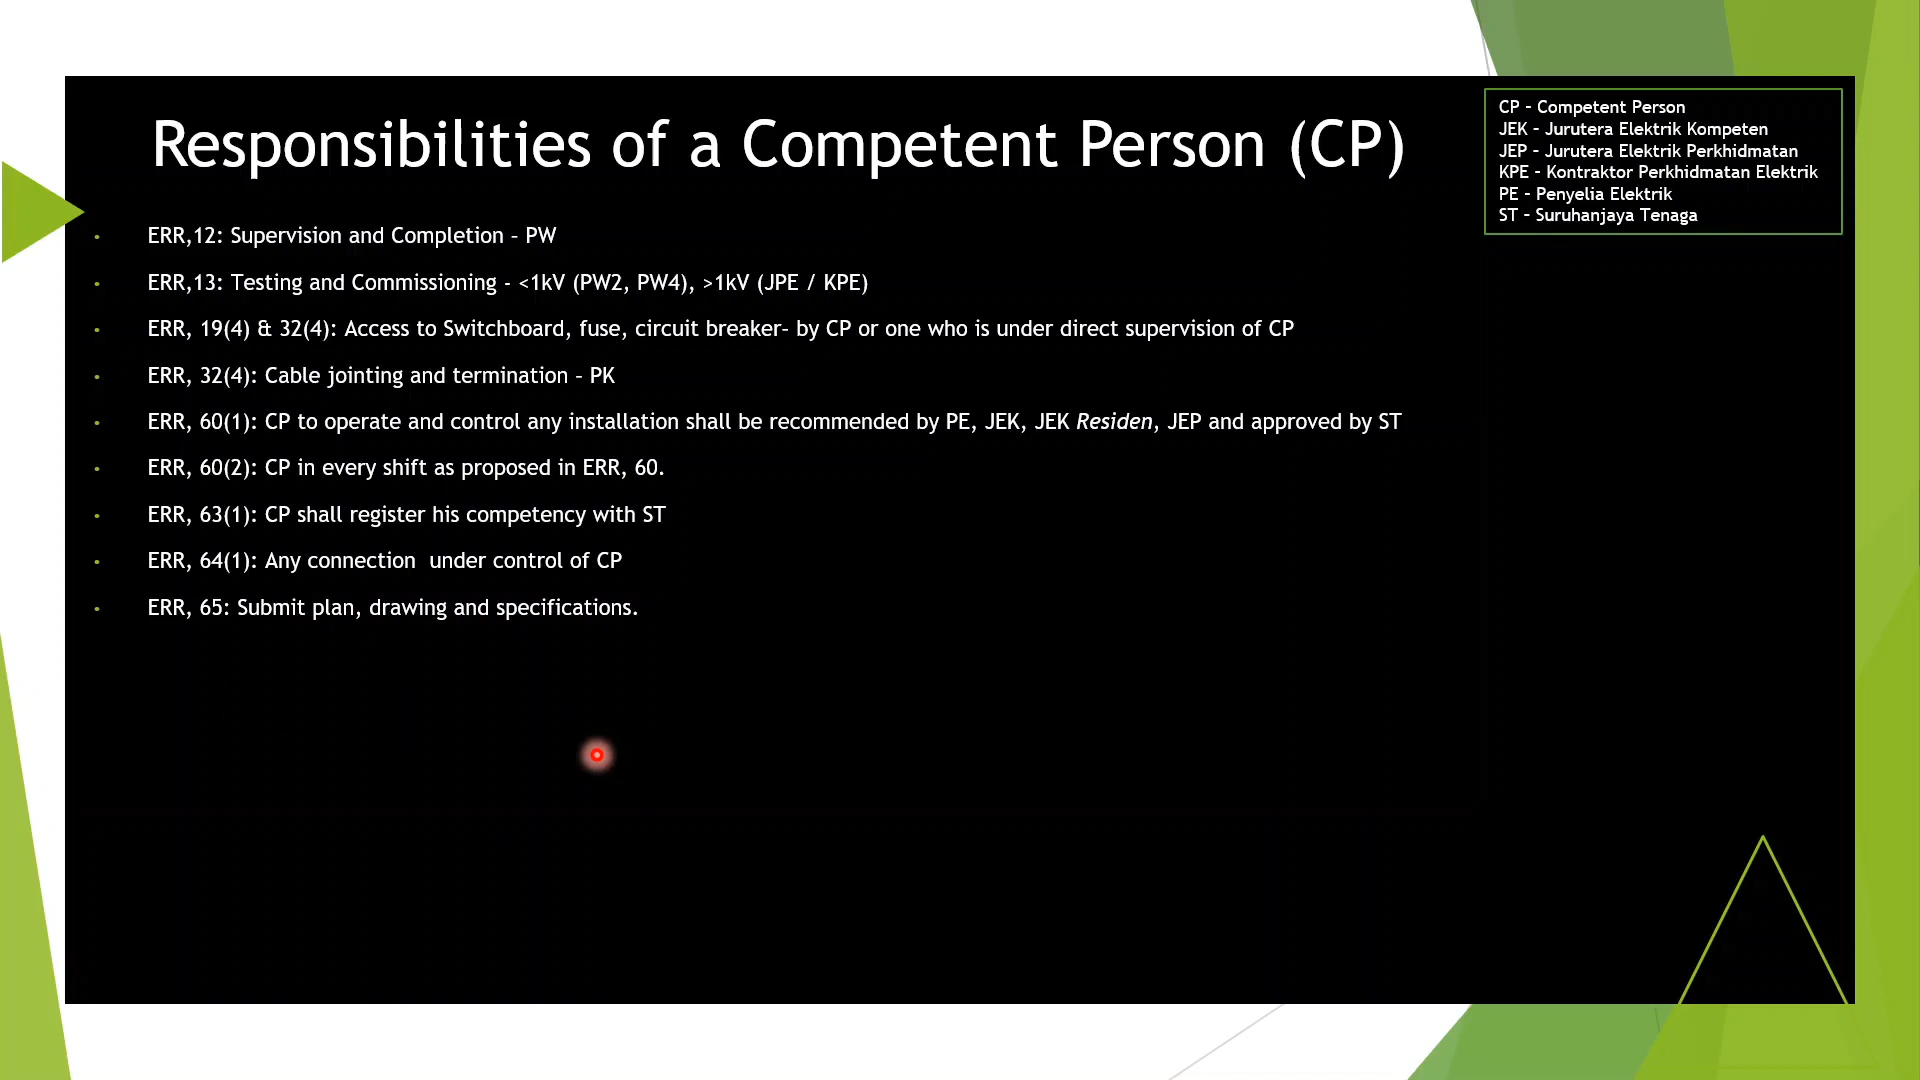 Responsibilities of a Competent Person (CP)
CP – Competent Person
JEK – Jurutera Elektrik Kompeten
JEP – Jurutera Elektrik Perkhidmatan
KPE – Kontraktor Perkhidmatan Elektrik
PE – Penyelia Elektrik
ST – Suruhanjaya Tenaga
• ERR,12: Supervision and Completion – PW
• ERR,13: Testing and Commissioning - <1kV (PW2, PW4), >1kV (JPE / KPE)
• ERR, 19(4) & 32(4): Access to Switchboard, fuse, circuit breaker– by CP or one who is under direct supervision of CP
• ERR, 32(4): Cable jointing and termination – PK
• ERR, 60(1): CP to operate and control any installation shall be recommended by PE, JEK, JEK Residen, JEP and approved by ST
• ERR, 60(2): CP in every shift as proposed in ERR, 60.
• ERR, 63(1): CP shall register his competency with ST
• ERR, 64(1): Any connection  under control of CP
• ERR, 65: Submit plan, drawing and specifications.